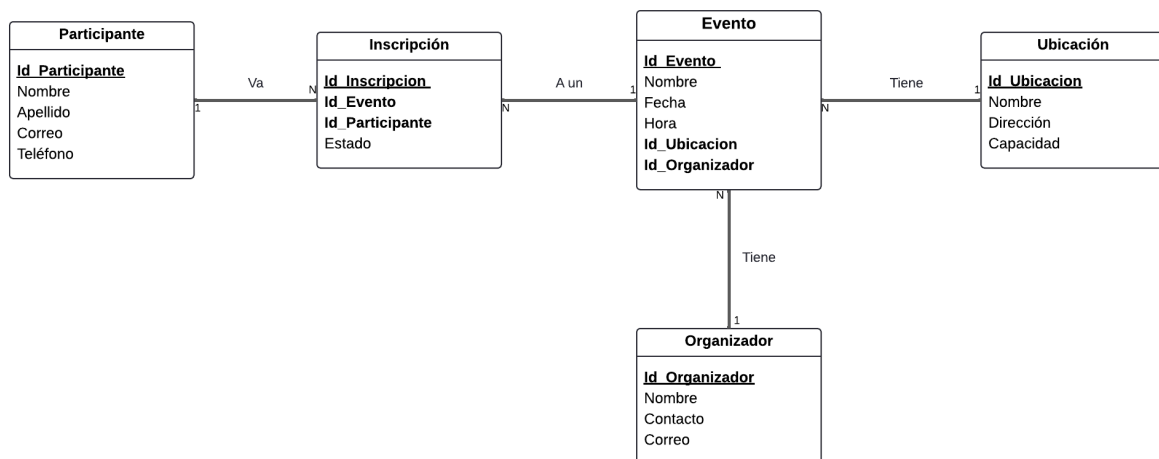 Participante
Id_Participante
Nombre
Apellido
Correo
Teléfono
Va
1
N
Inscripción
Id_Inscripcion
Id_Evento
Id_Participante
Estado
A un
N
1
Evento
Id_Evento
Nombre
Fecha
Hora
Id_Ubicacion
Id_Organizador
Tiene
N
1
Ubicación
Id_Ubicacion
Nombre
Dirección
Capacidad
N
Tiene
1
Organizador
Id_Organizador
Nombre
Contacto
Correo